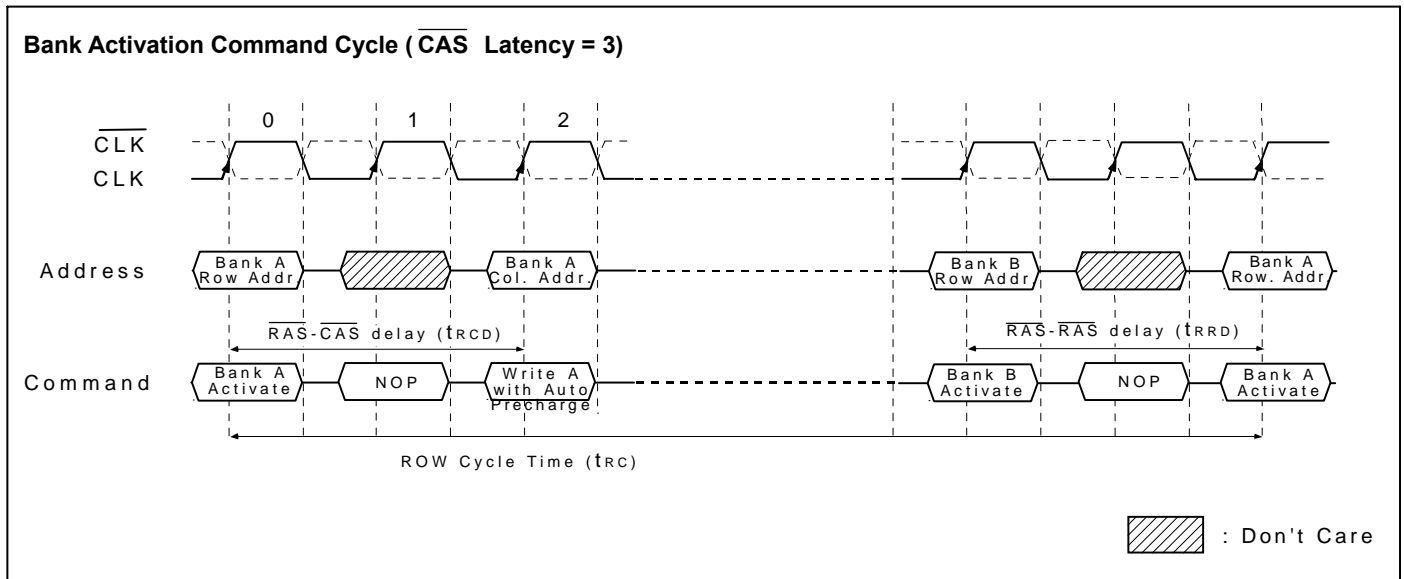 Bank Activation Command Cycle ( CAS Latency = 3)
0 1 2
CLK
CLK
Address
Bank A
Row Addr.
Bank A
Col. Addr.
Bank B
Row Addr.
Bank A
Row. Addr
RAS-CAS delay (tRCD)
RAS-RAS delay (tRRD)
Command
Bank A
Activate
NOP
Write A
with Auto
Precharge
Bank B
Activate
NOP
Bank A
Activate
ROW Cycle Time (tRC)
: Don't Care